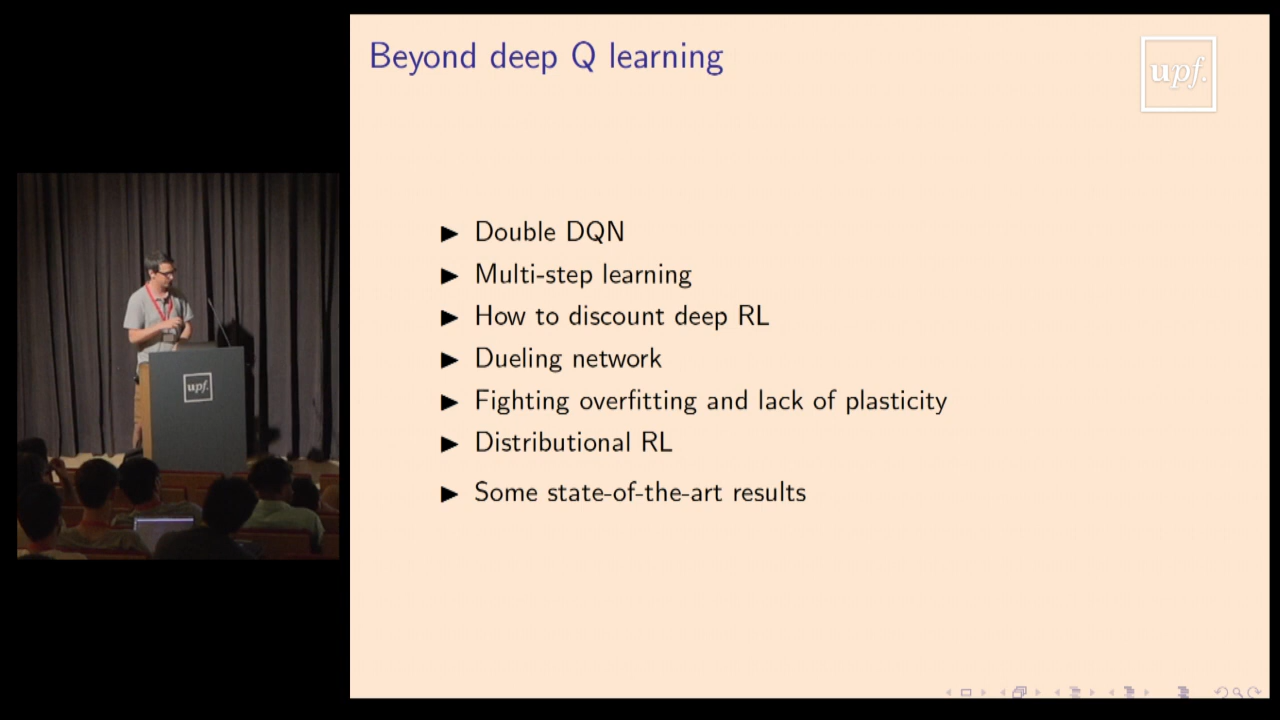 Beyond deep Q learning
upf.
Double DQN
Multi-step learning
How to discount deep RL
Dueling network
Fighting overfitting and lack of plasticity
Distributional RL
Some state-of-the-art results
upf.